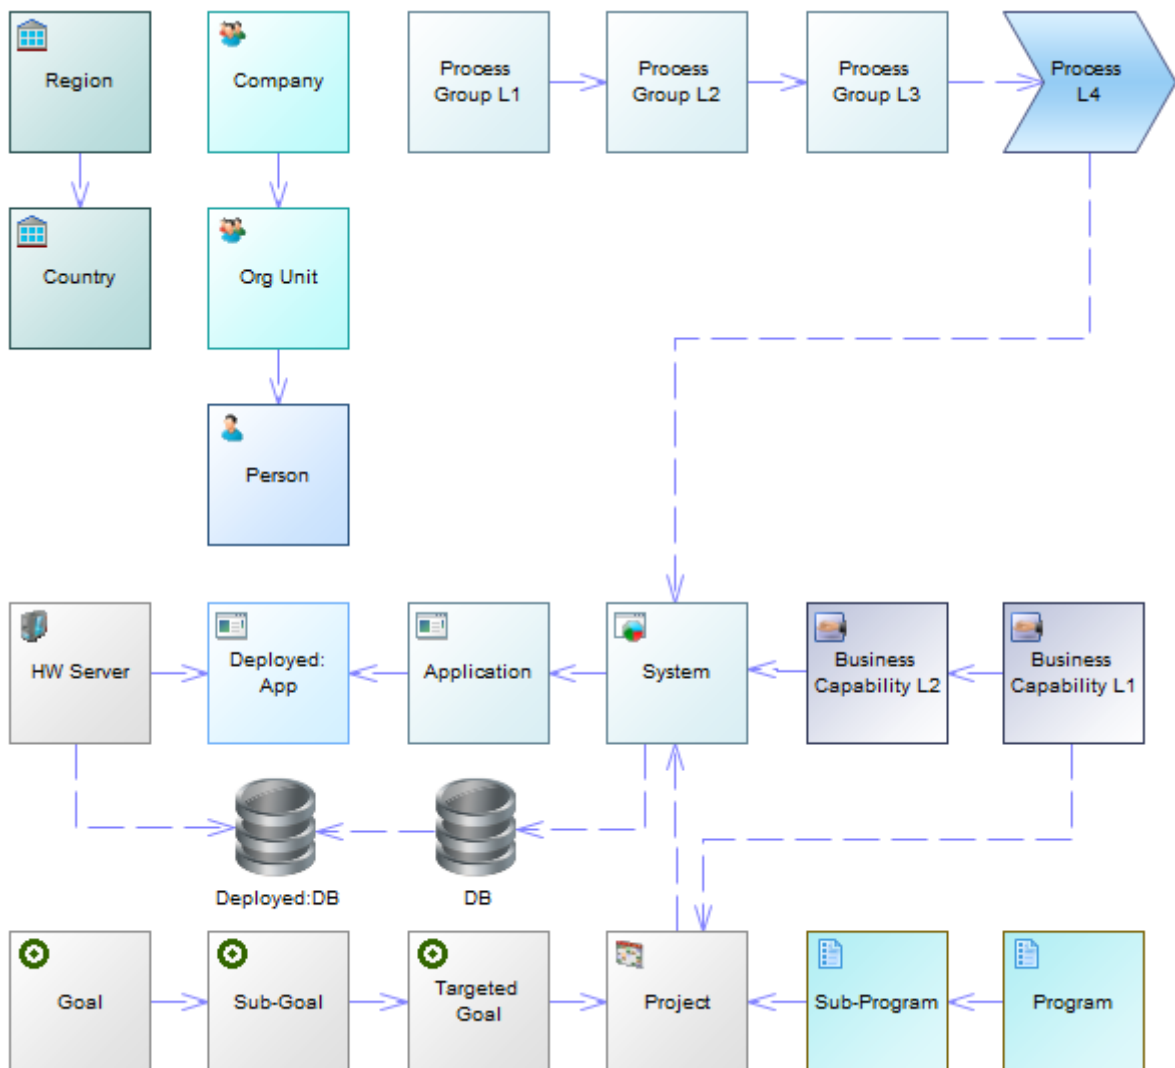 Region
Company
Process
Group L1
Process
Group L2
Process
Group L3
Process
L4
Country
Org Unit
Person
HW Server
Deployed:
App
Application
System
Business
Capability L2
Business
Capability L1
Deployed:DB
DB
Goal
Sub-Goal
Targeted
Goal
Project
Sub-Program
Program